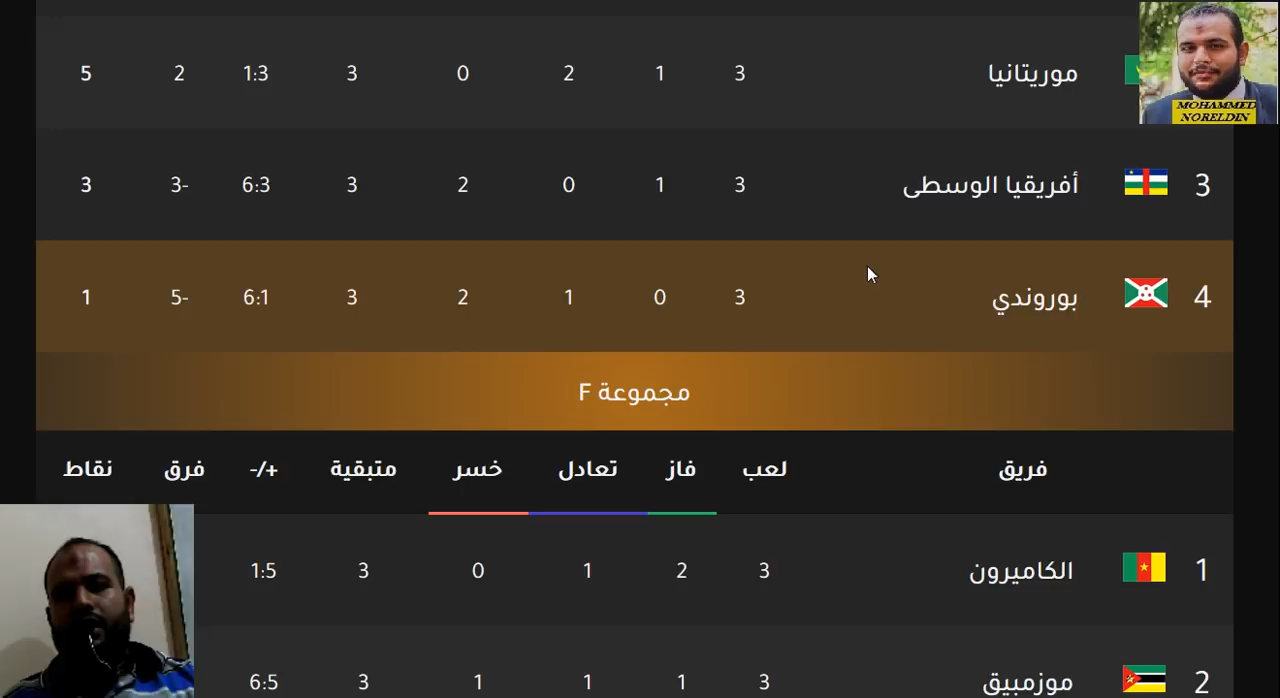 موريتانيا 3 1 2 0 3 1:3 2 5
MOHAMMED
NORELDIN
3 أفريقيا الوسطى 3 1 0 2 3 6:3 3- 3
4 بوروندي 3 0 1 2 3 6:1 5- 1
مجموعة F
فريق لعب فاز تعادل خسر متبقية +/- فرق نقاط
1 الكاميرون 3 2 1 0 3 1:5
2 موزمبيق 3 1 1 1 3 6:5